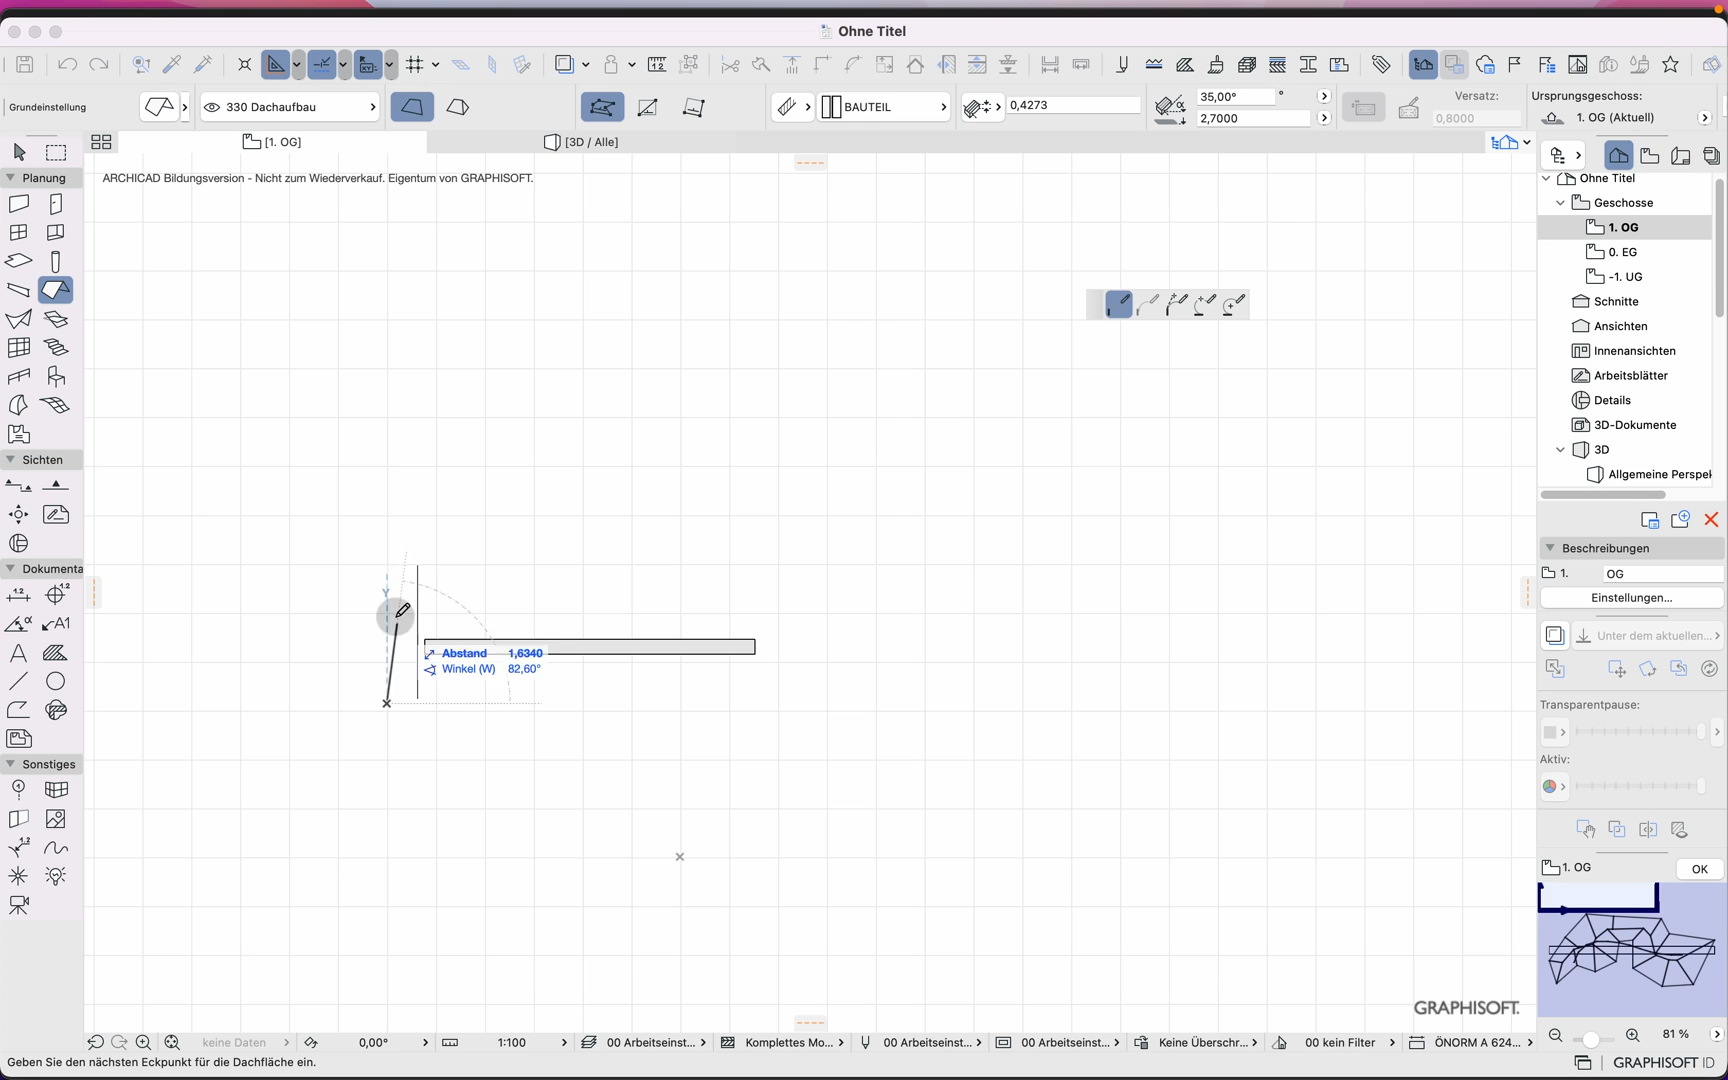 Ohne Titel
Grundeinstellung
330 Dachaufbau
BAUTEIL
0,4273
35,00°
°
2,7000
Versatz:
0,8000
Ursprungsgeschoss:
1. OG (Aktuell)
[1. OG]
[3D / Alle]
ARCHICAD Bildungsversion - Nicht zum Wiederverkauf. Eigentum von GRAPHISOFT.
Planung
Sichten
Dokumenta
Sonstiges
Y
Abstand 1,6340
Winkel (W) 82,60°
Ohne Titel
Geschosse
1. OG
0. EG
-1. UG
Schnitte
Ansichten
Innenansichten
Arbeitsblätter
Details
3D-Dokumente
3D
Allgemeine Perspel
Beschreibungen
1. OG
Einstellungen...
Unter dem aktuellen...
Transparentpause:
Aktiv:
1. OG
OK
GRAPHISOFT.
keine Daten
0,00°
1:100
00 Arbeitseinst...
Komplettes Mo...
00 Arbeitseinst...
00 Arbeitseinst...
Keine Überschr...
00 kein Filter
ÖNORM A 624...
81 %
Geben Sie den nächsten Eckpunkt für die Dachfläche ein.
GRAPHISOFT ID